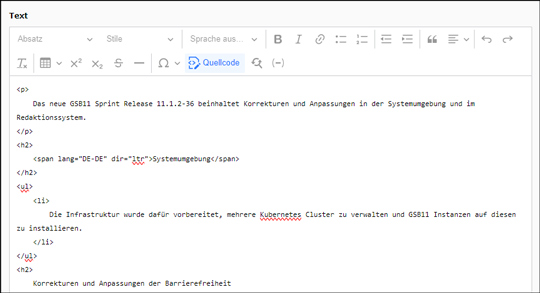 Text
Absatz Stile Sprache aus... B I
Quellcode
<p>
Das neue GSB11 Sprint Release 11.1.2-36 beinhaltet Korrekturen und Anpassungen in der Systemumgebung und im
Redaktionssystem.
</p>
<h2>
<span lang="DE-DE" dir="ltr">Systemumgebung</span>
</h2>
<ul>
<li>
Die Infrastruktur wurde dafür vorbereitet, mehrere Kubernetes Cluster zu verwalten und GSB11 Instanzen auf diesen
zu installieren.
</li>
</ul>
<h2>
Korrekturen und Anpassungen der Barrierefreiheit